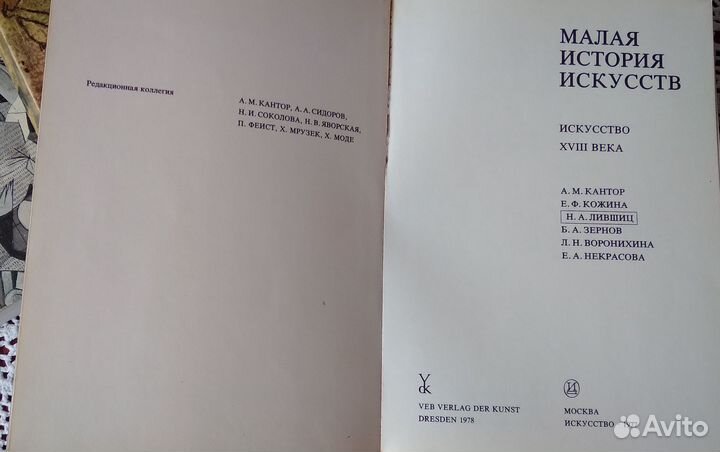 Редакционная коллегия
А. М. КАНТОР, А. А. СИДОРОВ,
Н. И. СОКОЛОВА, Н. В. ЯВОРСКАЯ,
П. ФЕИСТ, Х. МРУЗЕК, Х. МОДЕ
МАЛАЯ
ИСТОРИЯ
ИСКУССТВ
ИСКУССТВО
XVIII ВЕКА
А. М. КАНТОР
Е. Ф. КОЖИНА
Н. А. ЛИВШИЦ
Б. А. ЗЕРНОВ
Л. Н. ВОРОНИХИНА
Е. А. НЕКРАСОВА
VEB VERLAG DER KUNST
DRESDEN 1978
МОСКВА
ИСКУССТВО
Avito